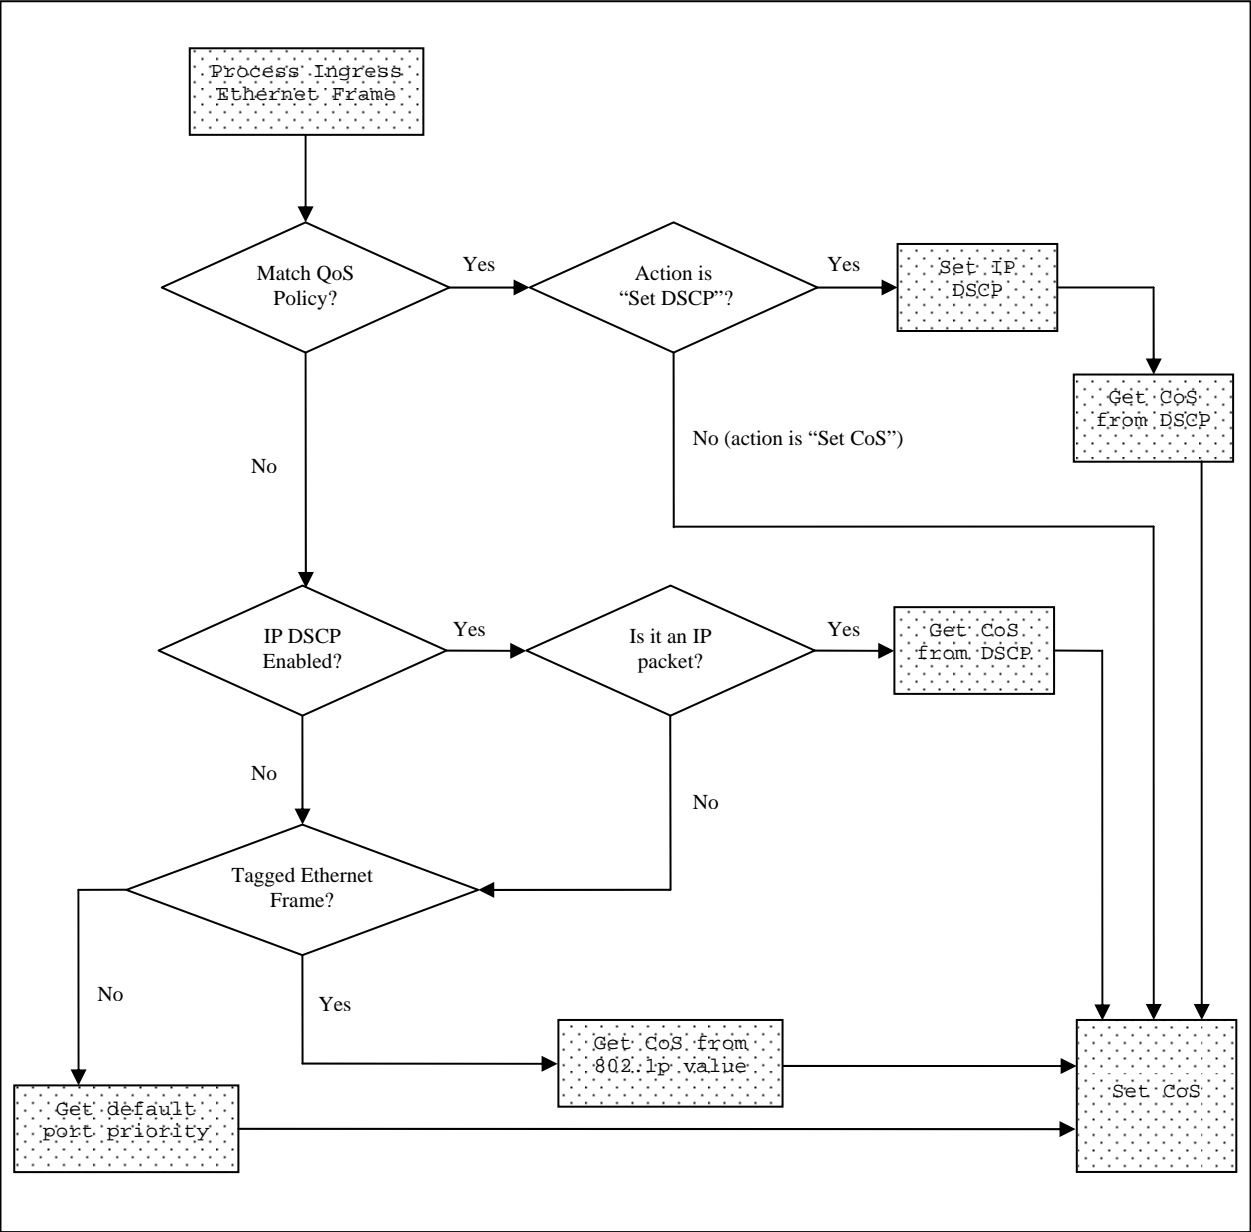 Process Ingress
Ethernet Frame
Match QoS
Policy?
Yes
Action is
“Set DSCP”?
Yes
Set IP
DSCP
Get CoS
from DSCP
No (action is “Set CoS”)
No
IP DSCP
Enabled?
Yes
Is it an IP
packet?
Yes
Get CoS
from DSCP
No
No
Tagged Ethernet
Frame?
No
Yes
Get CoS from
802.1p value
Set CoS
Get default
port priority